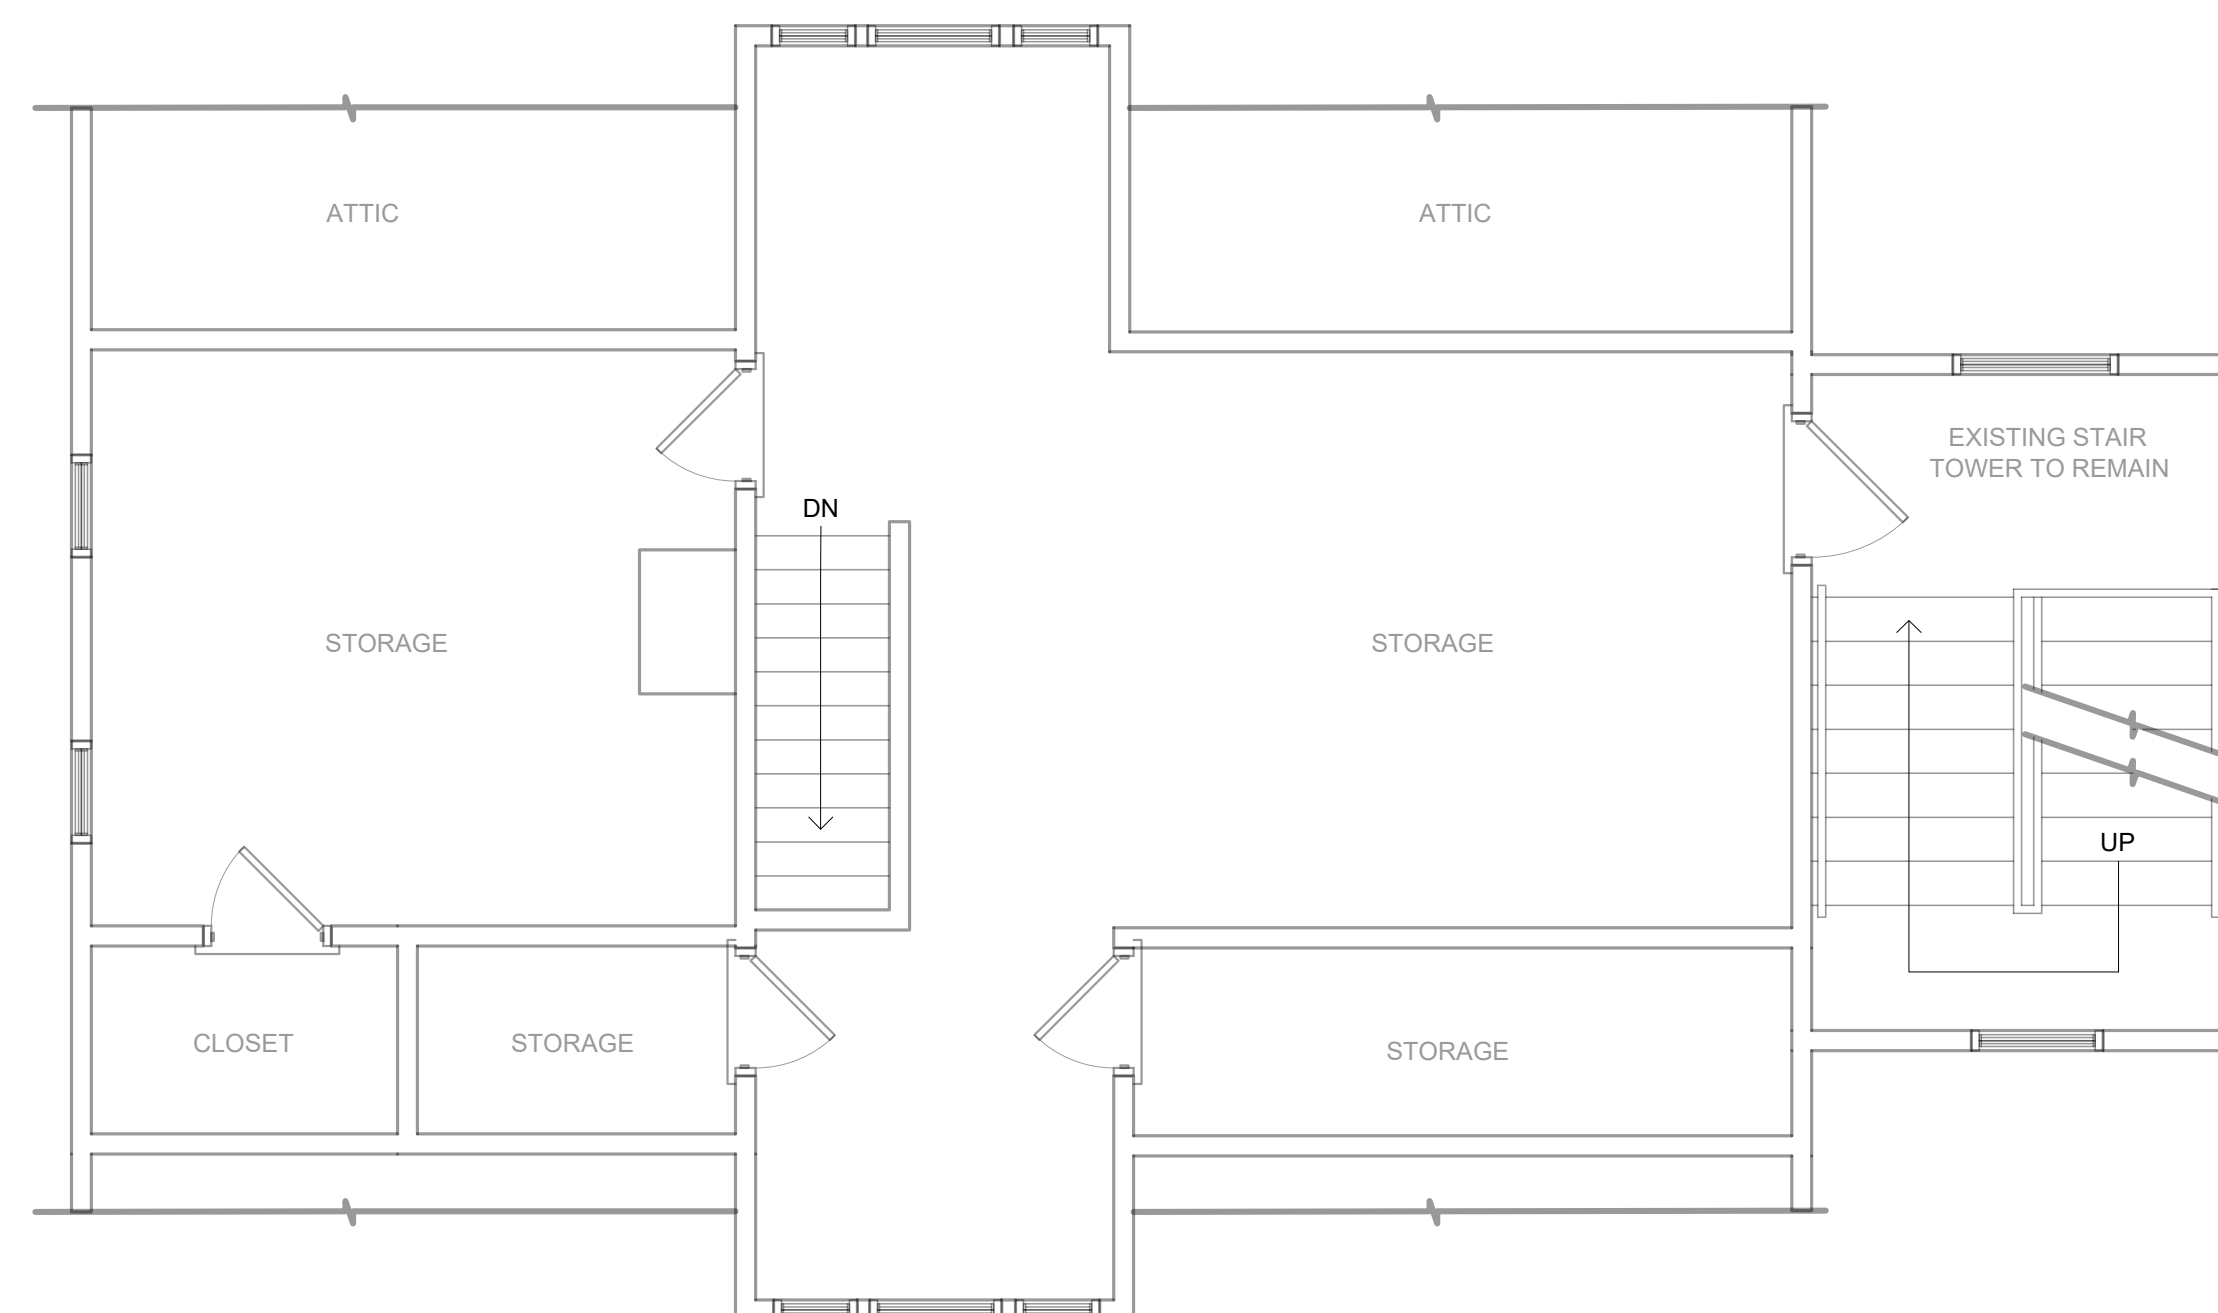 ATTIC
ATTIC
EXISTING STAIR
TOWER TO REMAIN
DN
STORAGE
STORAGE
UP
CLOSET
STORAGE
STORAGE